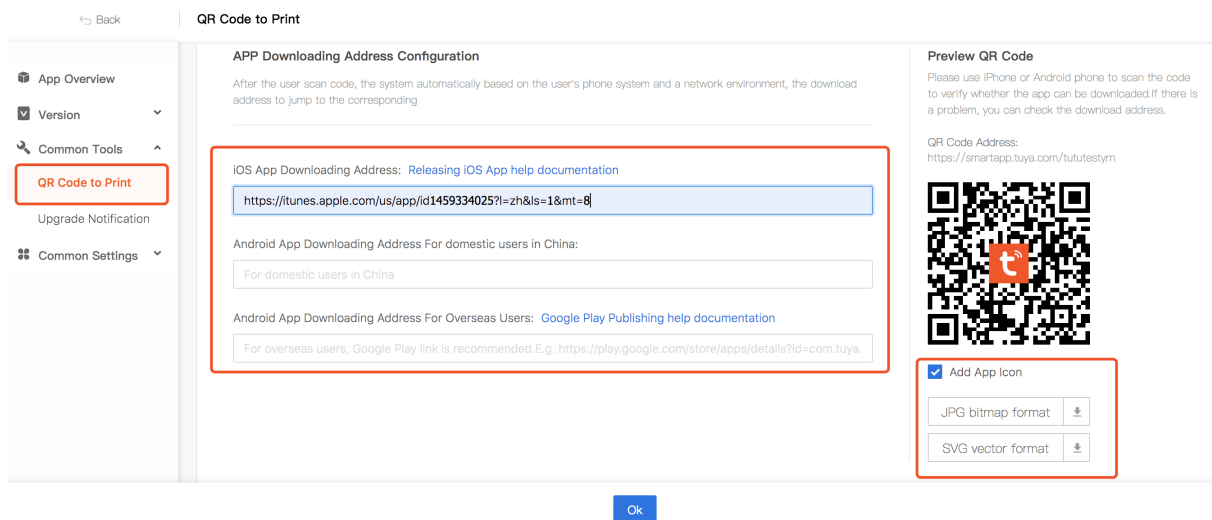 Back
QR Code to Print
App Overview
Version
Common Tools
QR Code to Print
Upgrade Notification
Common Settings
APP Downloading Address Configuration
After the user scan code, the system automatically based on the user's phone system and a network environment, the download
address to jump to the corresponding
iOS App Downloading Address: Releasing iOS App help documentation
https://itunes.apple.com/us/app/id1459334025?l=zh&ls=1&mt=8
Android App Downloading Address For domestic users in China:
For domestic users in China
Android App Downloading Address For Overseas Users: Google Play Publishing help documentation
For overseas users, Google Play link is recommended.E.g. https://play.google.com/store/apps/details?id=com.tuya.
Preview QR Code
Please use iPhone or Android phone to scan the code
to verify whether the app can be downloaded.If there is
a problem, you can check the download address.
QR Code Address:
https://smartapp.tuya.com/tututestyrn
Add App Icon
JPG bitmap format
SVG vector format
Ok